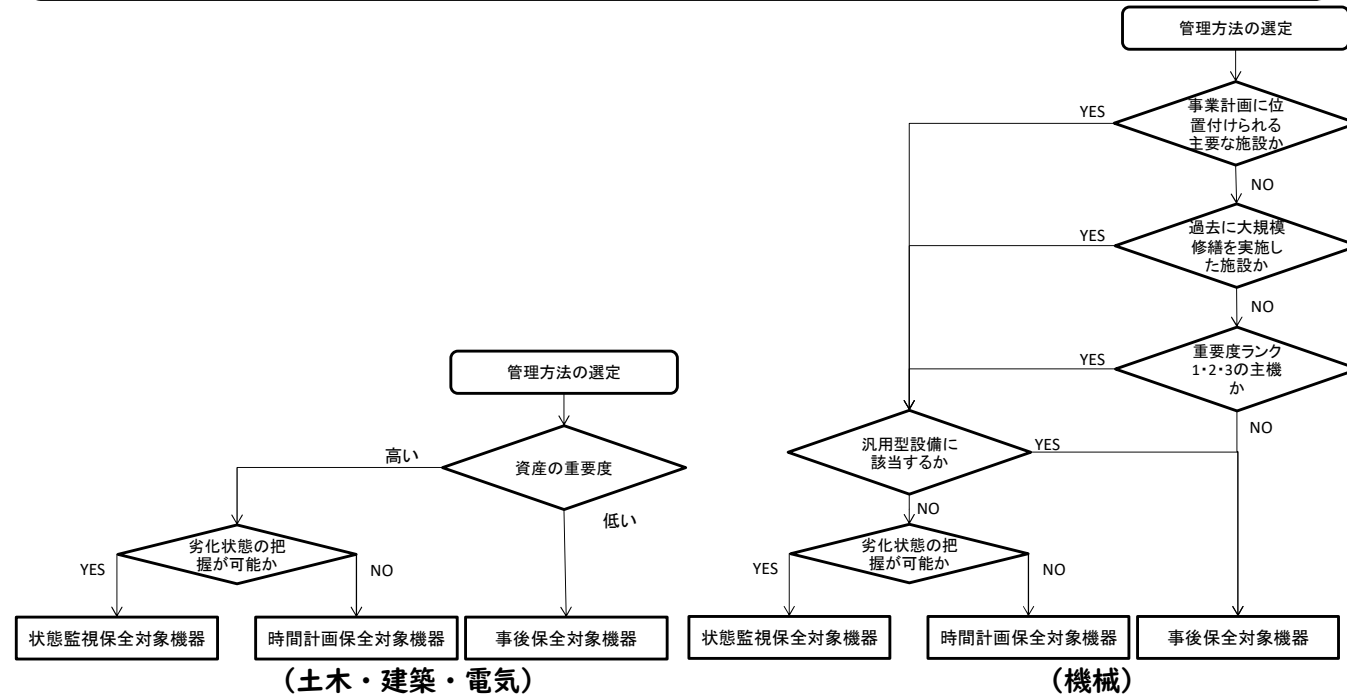 管理方法の選定
資産の重要度
高い
低い
劣化状態の把
握が可能か
YES
NO
状態監視保全対象機器
時間計画保全対象機器
事後保全対象機器
（土木・建築・電気）
管理方法の選定
事業計画に位
置付けられる
主要な施設か
YES
NO
過去に大規模
修繕を実施し
た施設か
YES
NO
重要度ランク
1・2・3の主機
か
YES
NO
汎用型設備に
該当するか
YES
NO
劣化状態の把
握が可能か
YES
NO
状態監視保全対象機器
時間計画保全対象機器
事後保全対象機器
（機械）